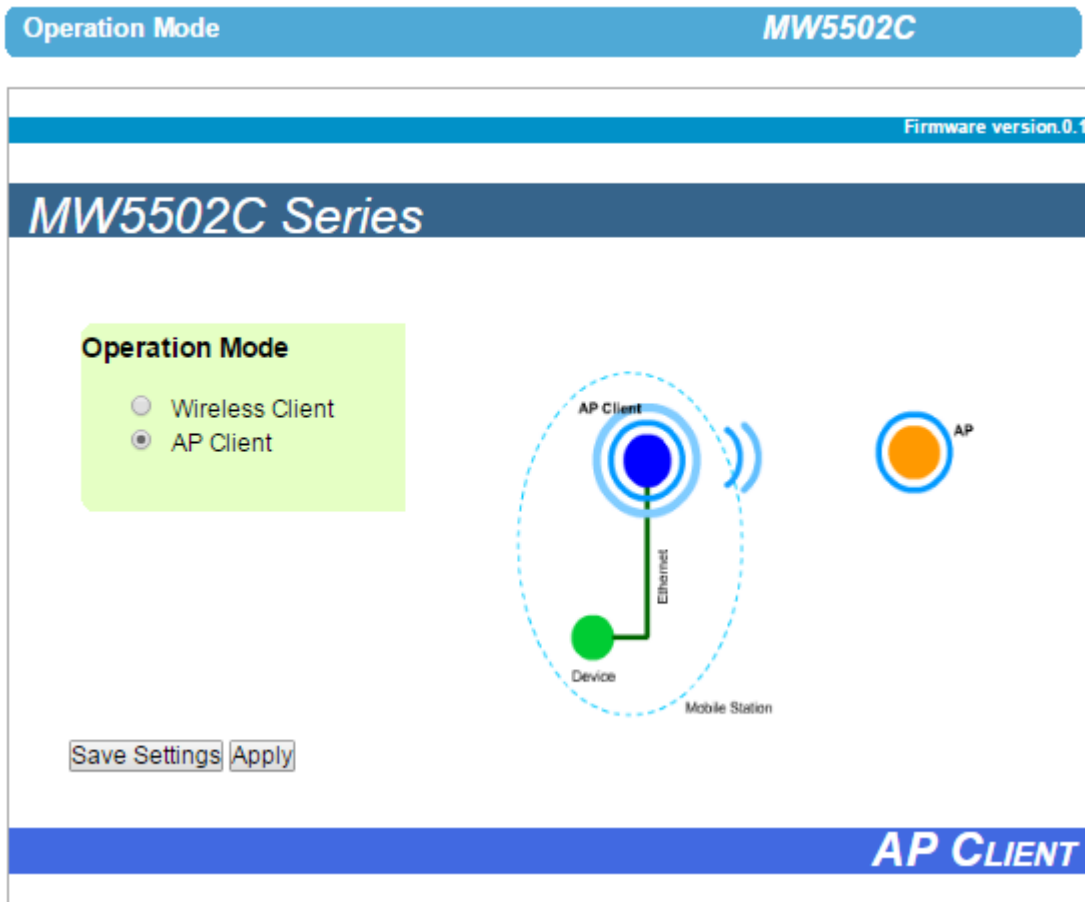 Operation Mode MW5502C
Firmware version.0.1
MW5502C Series
Operation Mode
Wireless Client
AP Client
AP Client
AP
Ethernet
Device
Mobile Station
Save Settings Apply
AP CLIENT